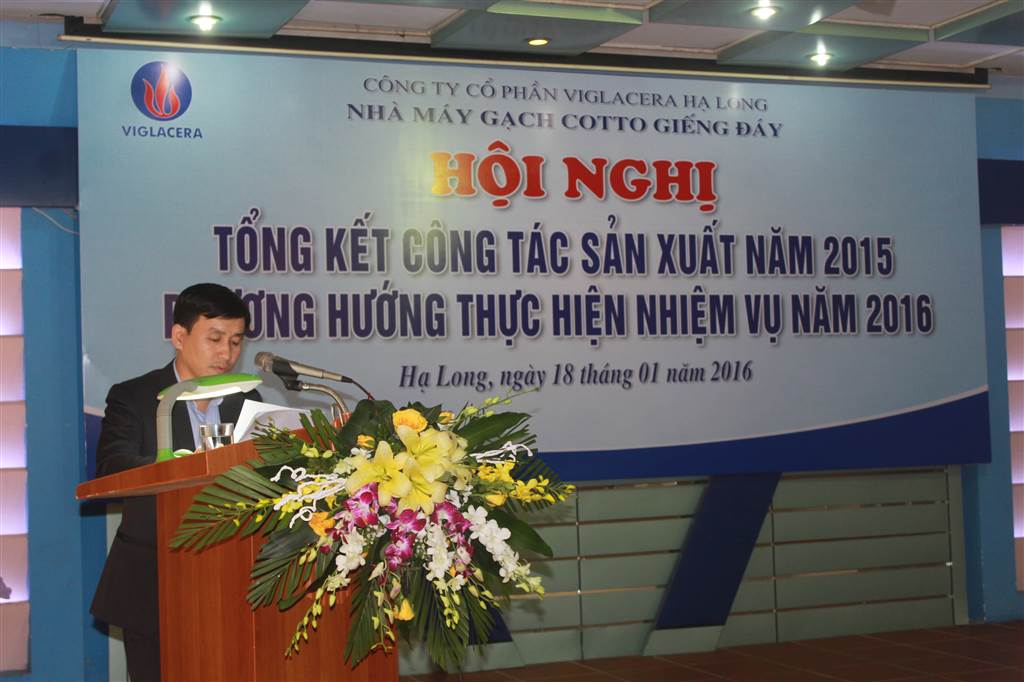 VIGLACERA
CÔNG TY CỔ PHẦN VIGLACERA HẠ LONG
NHÀ MÁY GẠCH COTTO GIẾNG ĐÁY
HỘI NGHỊ
TỔNG KẾT CÔNG TÁC SẢN XUẤT NĂM 2015
HƯỚNG THỰC HIỆN NHIỆM VỤ NĂM 2016
Hạ Long, ngày 18 tháng 01 năm 2016